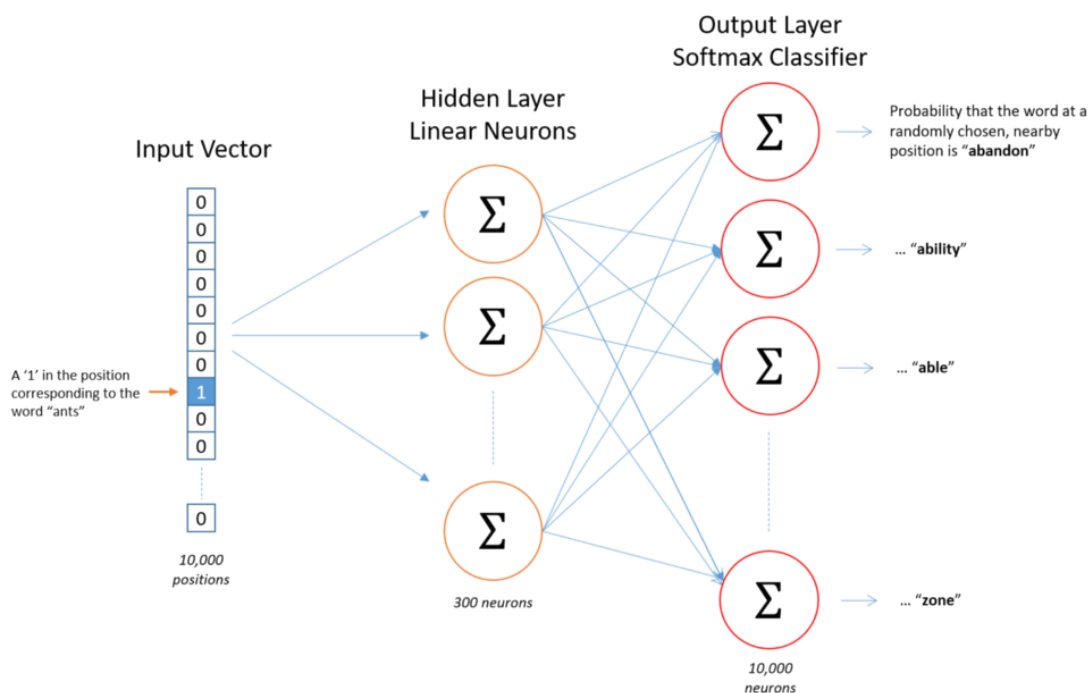 Output Layer
Softmax Classifier
Hidden Layer
Linear Neurons
Input Vector
0
0
0
0
0
0
0
1
0
0
0
A ‘1’ in the position
corresponding to the
word “ants”
10,000
positions
Σ
Σ
Σ
300 neurons
Σ
Σ
Σ
Σ
10,000
neurons
Probability that the word at a
randomly chosen, nearby
position is “abandon”
... “ability”
... “able”
... “zone”